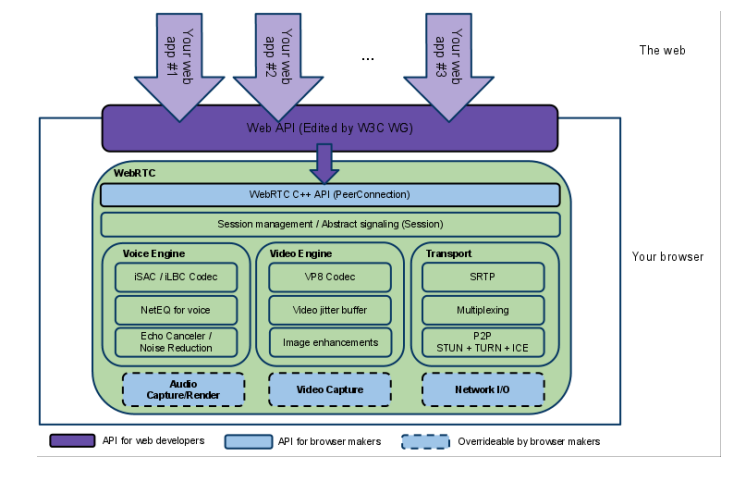 Your web
app #1
Your web
app #2
...
Your web
app #3
The web
Web API (Edited by W3C WG)
WebRTC
WebRTC C++ API (PeerConnection)
Session management / Abstract signaling (Session)
Your browser
Voice Engine
iSAC / iLBC Codec
NetEQ for voice
Echo Canceler /
Noise Reduction
Video Engine
VP8 Codec
Video jitter buffer
Image enhancements
Transport
SRTP
Multiplexing
P2P
STUN + TURN + ICE
Audio
Capture/Render
Video Capture
Network I/O
API for web developers
API for browser makers
Overrideable by browser makers